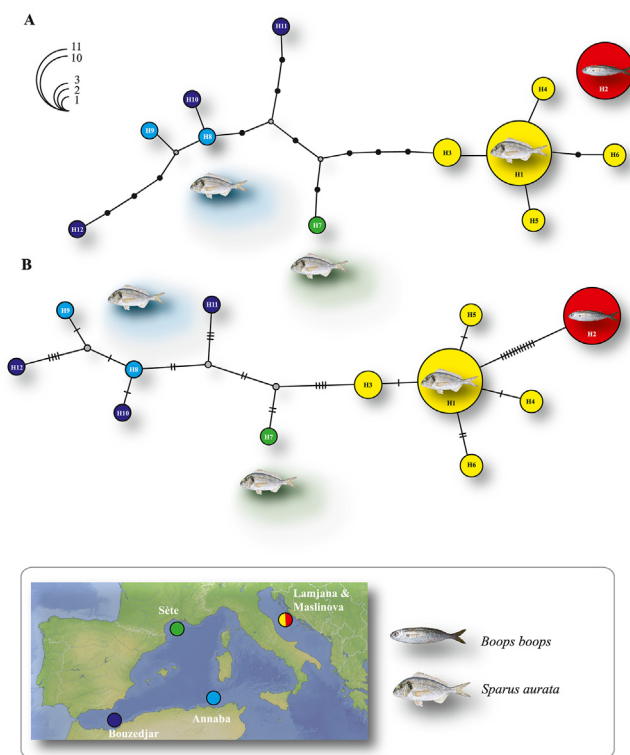 A
11
10
3
2
1
H11
H10
H9
H8
H12
H7
H3
H4
H1
H2
H6
H5
B
H9
H11
H12
H8
H10
H7
H3
H5
H2
H1
H4
H6
Lamjana &
Maslinova
Sète
Annaba
Bouzedjar
Boops boops
Sparus aurata